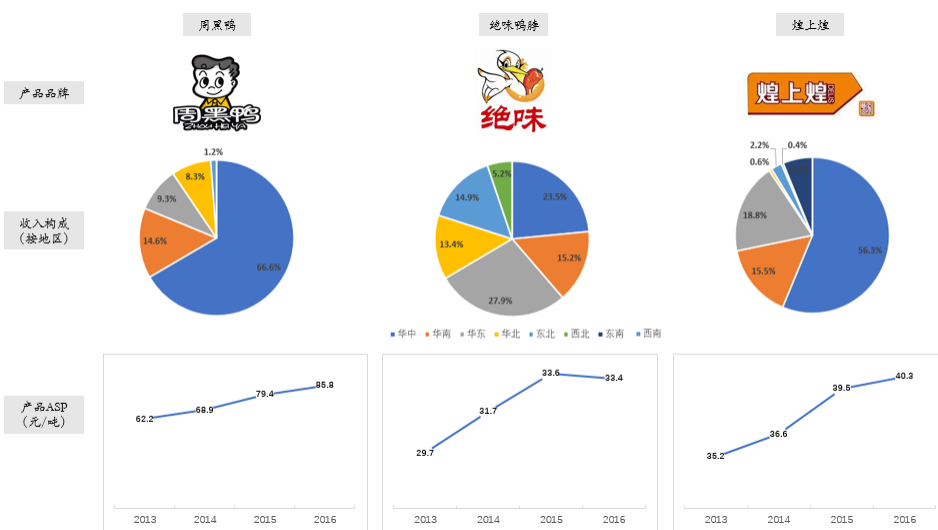 周黑鸭
绝味鸭脖
煌上煌
产品品牌
周黑鸭
ZHOU HEI YA
绝味
煌上煌
收入构成
（按地区）
1.2%
8.3%
9.3%
14.6%
66.6%
5.2%
14.9%
23.5%
13.4%
15.2%
27.9%
2.2%
0.4%
0.6%
18.8%
56.3%
15.5%
华中 华南 华东 华北 东北 西北 东南 西南
产品ASP
（元/吨）
62.2 68.9 79.4 85.8
2013 2014 2015 2016
29.7 31.7 33.6 33.4
2013 2014 2015 2016
35.2 36.6 39.5 40.3
2013 2014 2015 2016